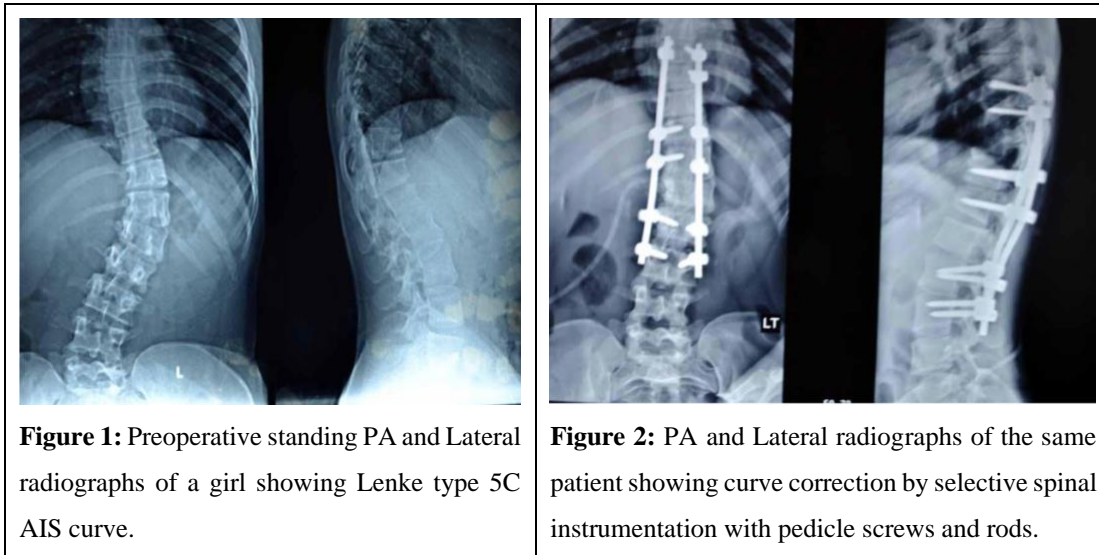 L
LT
Figure 1: Preoperative standing PA and Lateral
radiographs of a girl showing Lenke type 5C
AIS curve.
Figure 2: PA and Lateral radiographs of the same
patient showing curve correction by selective spinal
instrumentation with pedicle screws and rods.